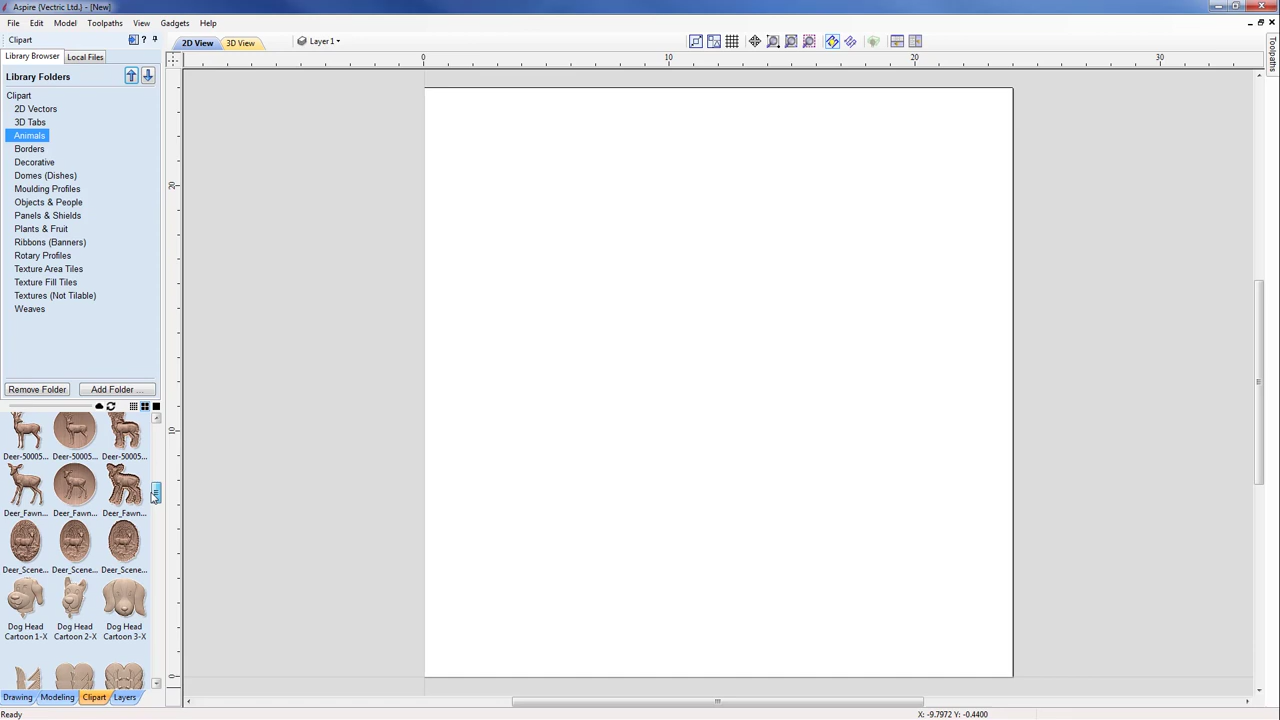 Aspire (Vectric Ltd.) - [New]
File Edit Model Toolpaths View Gadgets Help
Clipart ?
2D View 3D View Layer 1
Library Browser Local Files
0 10 20 30
Library Folders
Clipart
2D Vectors
3D Tabs
Animals
Borders
Decorative
Domes (Dishes)
Moulding Profiles
Objects & People
Panels & Shields
Plants & Fruit
Ribbons (Banners)
Rotary Profiles
Texture Area Tiles
Texture Fill Tiles
Textures (Not Tilable)
Weaves
Remove Folder Add Folder ...
Deer-50005... Deer-50005... Deer-50005...
Deer_Fawn... Deer_Fawn... Deer_Fawn...
Deer_Scene... Deer_Scene... Deer_Scene...
Dog Head Cartoon 1-X
Dog Head Cartoon 2-X
Dog Head Cartoon 3-X
20
10
0
Toolpaths
Drawing Modeling Clipart Layers
Ready
X: -9.7972 Y: -0.4400